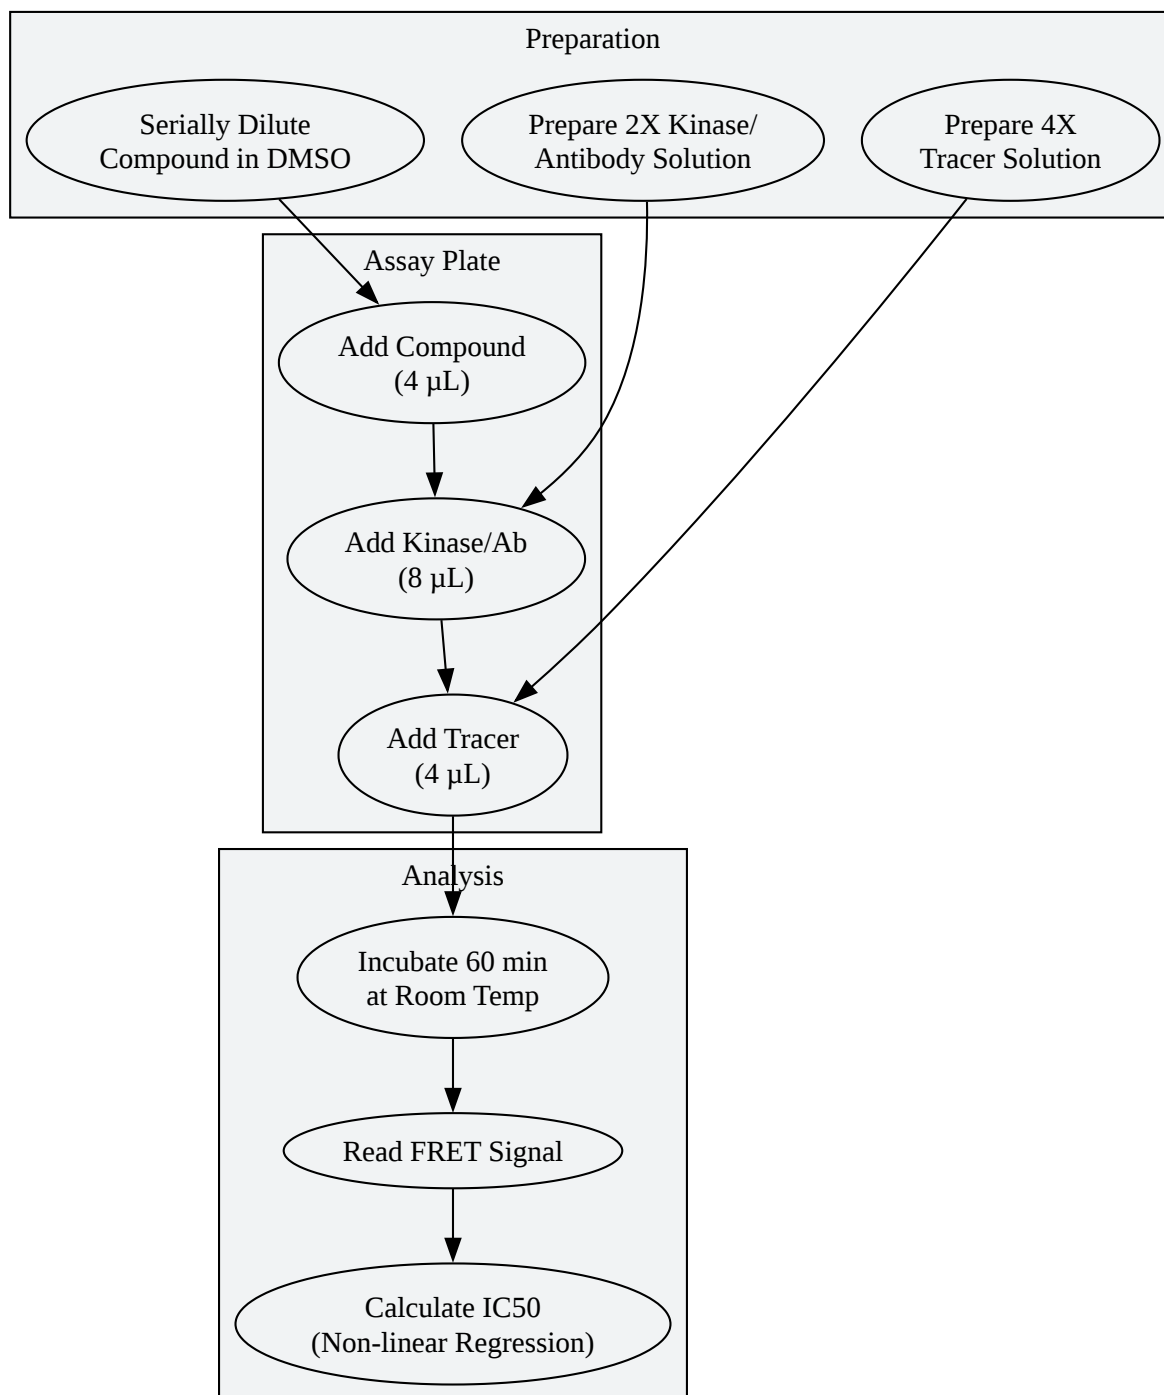 Preparation
Serially Dilute
Compound in DMSO
Prepare 2X Kinase/
Antibody Solution
Prepare 4X
Tracer Solution
Assay Plate
Add Compound
(4 µL)
Add Kinase/Ab
(8 µL)
Add Tracer
(4 µL)
Analysis
Incubate 60 min
at Room Temp
Read FRET Signal
Calculate IC50
(Non-linear Regression)